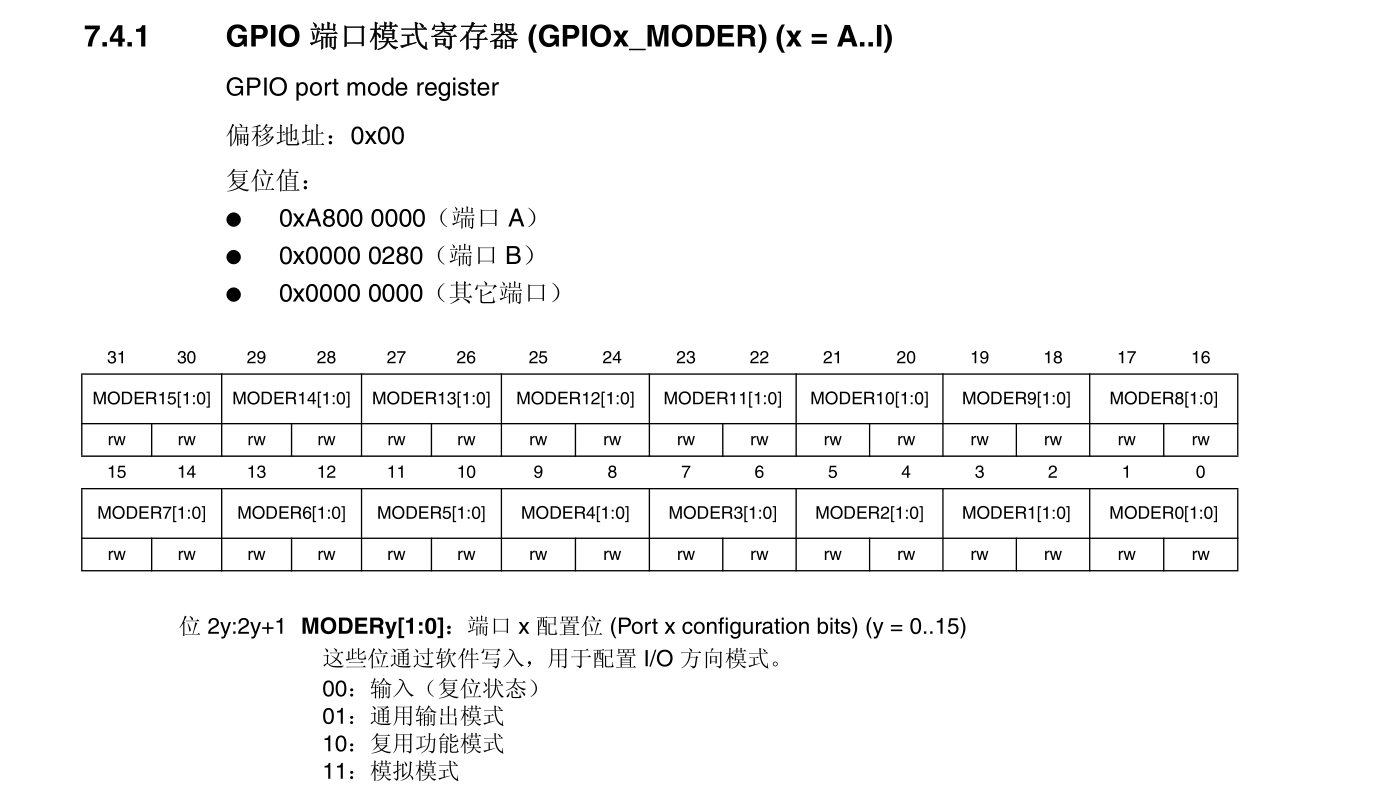 7.4.1 GPIO 端口模式寄存器 (GPIOx_MODER) (x = A..I)
GPIO port mode register
偏移地址：0x00
复位值：
● 0xA800 0000（端口 A）
● 0x0000 0280（端口 B）
● 0x0000 0000（其它端口）
31 30 29 28 27 26 25 24 23 22 21 20 19 18 17 16
MODER15[1:0] MODER14[1:0] MODER13[1:0] MODER12[1:0] MODER11[1:0] MODER10[1:0] MODER9[1:0] MODER8[1:0]
rw rw rw rw rw rw rw rw rw rw rw rw rw rw rw rw
15 14 13 12 11 10 9 8 7 6 5 4 3 2 1 0
MODER7[1:0] MODER6[1:0] MODER5[1:0] MODER4[1:0] MODER3[1:0] MODER2[1:0] MODER1[1:0] MODER0[1:0]
rw rw rw rw rw rw rw rw rw rw rw rw rw rw rw rw
位 2y:2y+1 MODERy[1:0]：端口 x 配置位 (Port x configuration bits) (y = 0..15)
这些位通过软件写入，用于配置 I/O 方向模式。
00：输入（复位状态）
01：通用输出模式
10：复用功能模式
11：模拟模式